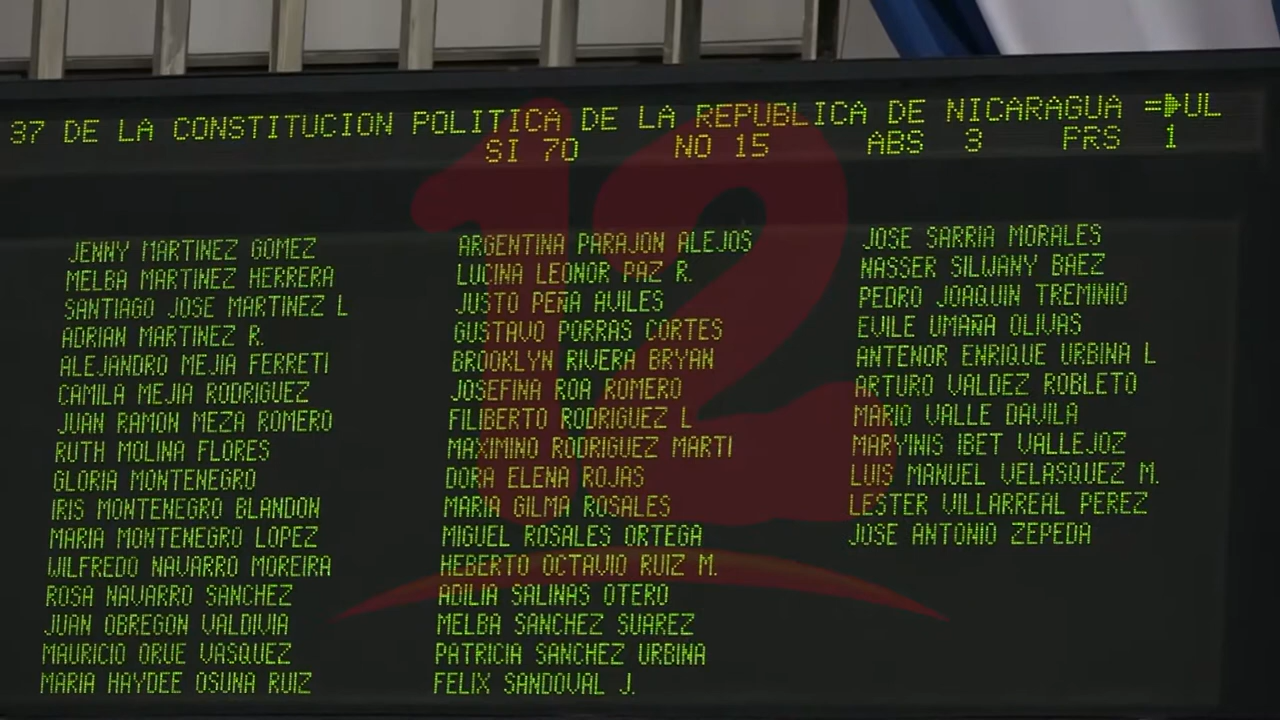 37 DE LA CONSTITUCION POLITICA DE LA REPUBLICA DE NICARAGUA =UL
SI 70 NO 15 ABS 3 FRS 1
JENNY MARTINEZ GOMEZ
MELBA MARTINEZ HERRERA
SANTIAGO JOSE MARTINEZ L
ADRIAN MARTINEZ R.
ALEJANDRO MEJIA FERRETI
CAMILA MEJIA RODRIGUEZ
JUAN RAMON MEZA ROMERO
RUTH MOLINA FLORES
GLORIA MONTENEGRO
IRIS MONTENEGRO BLANDON
MARIA MONTENEGRO LOPEZ
WILFREDO NAVARRO MOREIRA
ROSA NAVARRO SANCHEZ
JUAN OBREGON VALDIVIA
MAURICIO ORUE VASQUEZ
MARIA HAYDEE OSUNA RUIZ
ARGENTINA PARAJON ALEJOS
LUCINA LEONOR PAZ R.
JUSTO PEÑA AVILES
GUSTAVO PORRAS CORTES
BROOKLYN RIVERA BRYAN
JOSEFINA ROA ROMERO
FILIBERTO RODRIGUEZ L
MAXIMINO RODRIGUEZ MARTI
DORA ELENA ROJAS
MARIA GILMA ROSALES
MIGUEL ROSALES ORTEGA
HEBERTO OCTAVIO RUIZ M.
ADILIA SALINAS OTERO
MELBA SANCHEZ SUAREZ
PATRICIA SANCHEZ URBINA
FELIX SANDOVAL J.
JOSE SARRIA MORALES
NASSER SILWANY BAEZ
PEDRO JOAQUIN TREMINIO
EVILE UMAÑA OLIVAS
ANTENOR ENRIQUE URBINA L
ARTURO VALDEZ ROBLETO
MARIO VALLE DAVILA
MARYINIS IBET VALLEJOZ
LUIS MANUEL VELASQUEZ M.
LESTER VILLARREAL PEREZ
JOSE ANTONIO ZEPEDA
12